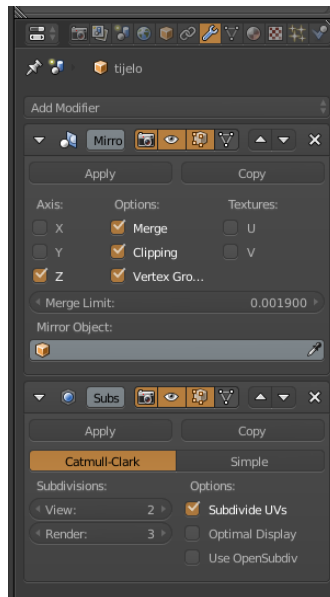 tijelo
Add Modifier
Mirro
Apply Copy
Axis: Options: Textures:
X Merge U
Y Clipping V
Z Vertex Gro...
Merge Limit: 0.001900
Mirror Object:
Subs
Apply Copy
Catmull-Clark Simple
Subdivisions: Options:
View: 2 Subdivide UVs
Render: 3 Optimal Display
Use OpenSubdiv